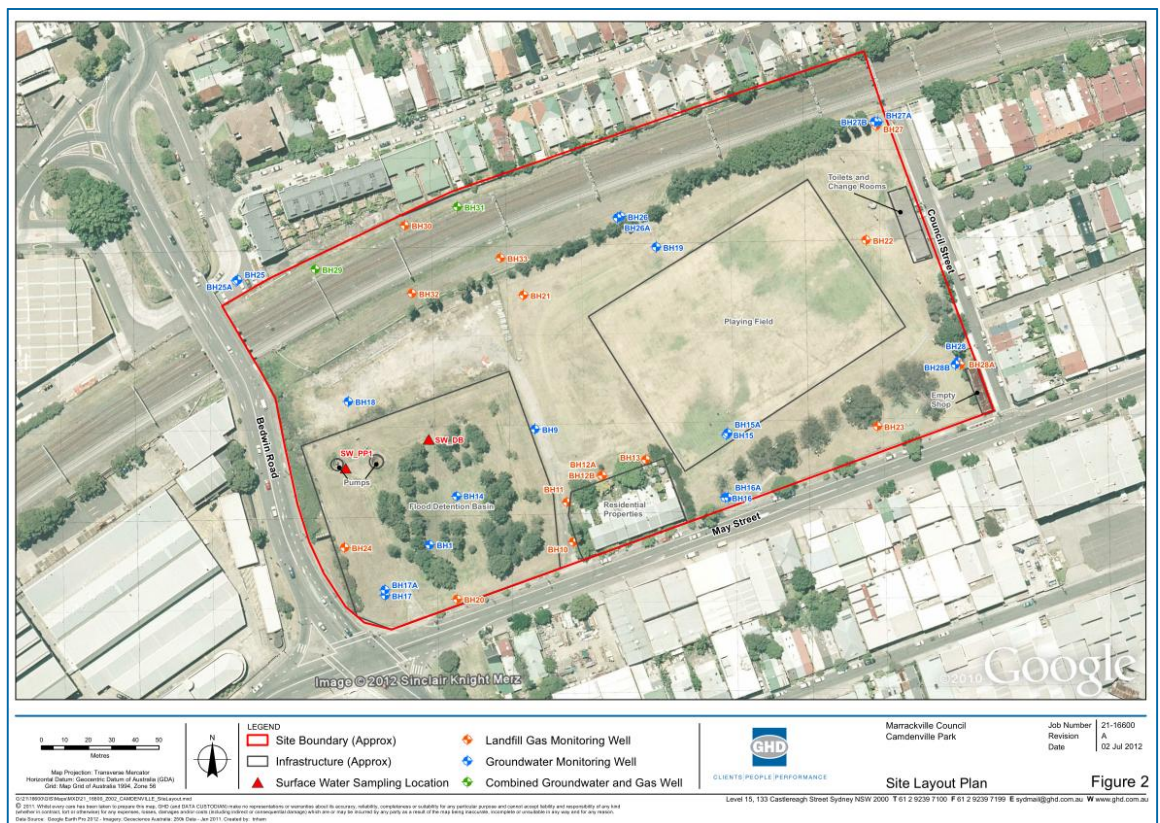 BH27A
BH27B
BH27
Toilets and
Change Rooms
Council Street
BH31
BH26
BH26A
BH30
BH22
BH19
BH33
BH25
BH29
BH25A
BH32
BH21
Playing Field
BH28
BH28B
BH28A
Empty
Shop
BH18
BH9
BH15A
BH15
BH23
Bedwin Road
SW_DB
SW_PP1
Pumps
BH13
BH12A
BH12B
BH14
Flood Detention Basin
BH11
Residential
Properties
BH16A
BH16
May Street
BH10
BH1
BH24
BH17A
BH17
BH20
Image © 2012 Sinclair Knight Merz
©2010 Google
0 10 20 30 40 50
Metres
Map Projection: Transverse Mercator
Horizontal Datum: Geocentric Datum of Australia (GDA)
Grid: Map Grid of Australia 1994, Zone 56
N
LEGEND
Site Boundary (Approx)
Infrastructure (Approx)
Surface Water Sampling Location
Landfill Gas Monitoring Well
Groundwater Monitoring Well
Combined Groundwater and Gas Well
GHD
CLIENTS PEOPLE PERFORMANCE
Marrackville Council
Camdenville Park
Job Number 21-16600
Revision A
Date 02 Jul 2012
Site Layout Plan
Figure 2
Level 15, 133 Castlereagh Street Sydney NSW 2000 T 61 2 9239 7100 F 61 2 9239 7199 E sydmail@ghd.com.au W www.ghd.com.au